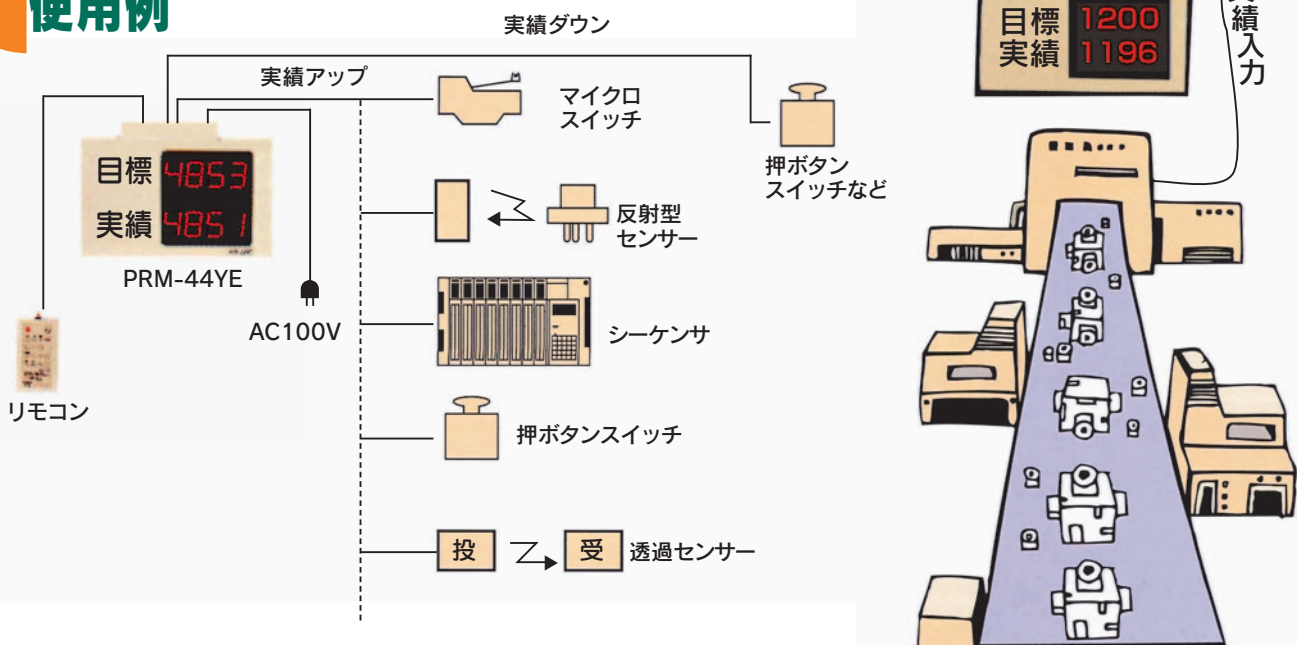 使用例
実績ダウン
実績アップ
マイクロ
スイッチ
押ボタン
スイッチなど
目標 4853
実績 4851
PRM-44YE
反射型
センサー
AC100V
シーケンサ
リモコン
押ボタンスイッチ
投
受
透過センサー
目標 1200
実績 1196
実績入力